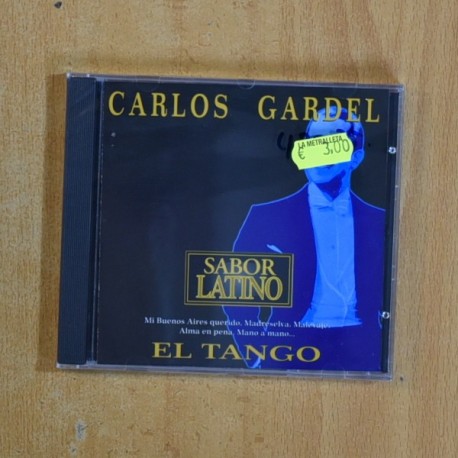 CARLOS GARDEL
LA METRALLETA
€ 3.00
SABOR
LATINO
Mi Buenos Aires querido. Madreselva. Malevaje.
Alma en pena. Mano a mano...
EL TANGO